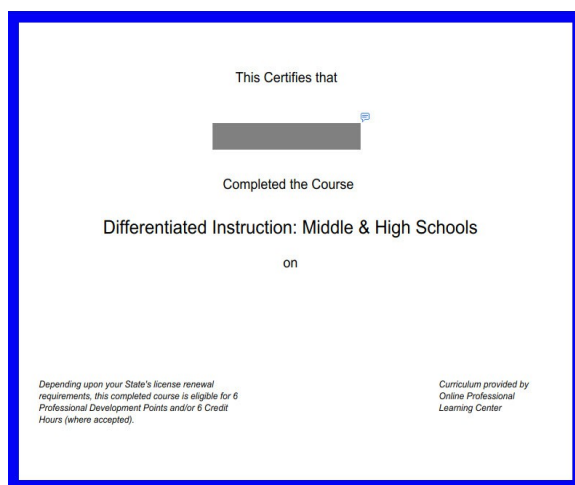 This Certifies that
Completed the Course
Differentiated Instruction: Middle & High Schools
on
Depending upon your State's license renewal
requirements, this completed course is eligible for 6
Professional Development Points and/or 6 Credit
Hours (where accepted).
Curriculum provided by
Online Professional
Learning Center